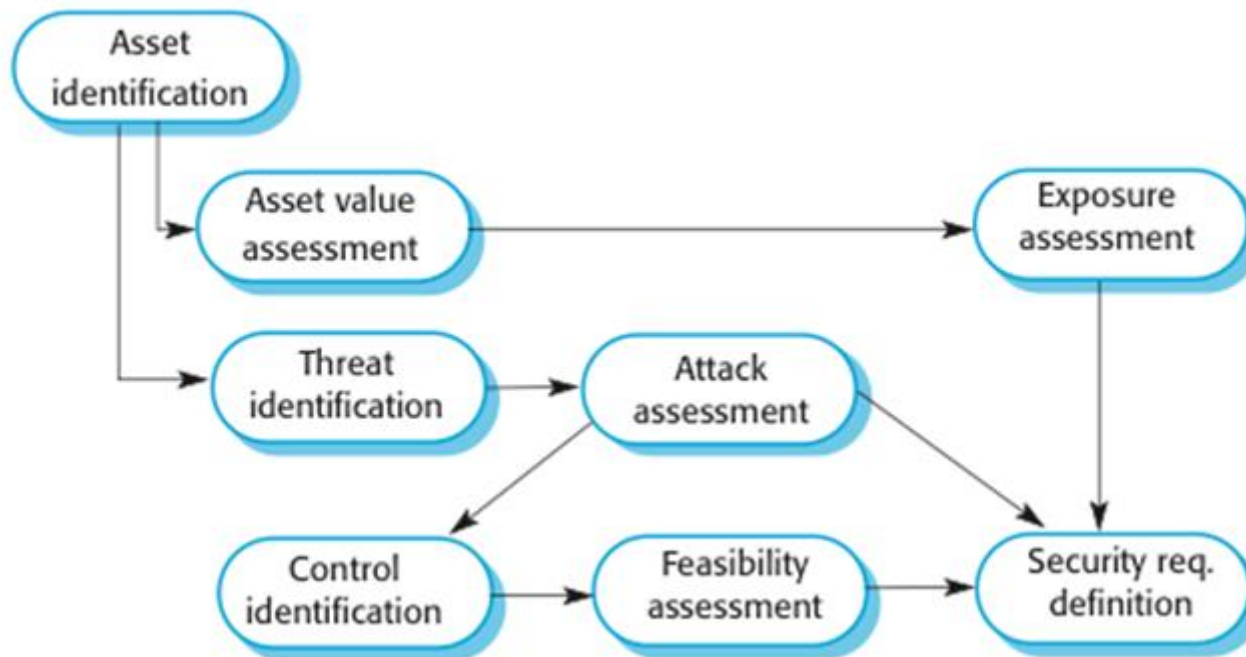 Asset
identification
Asset value
assessment
Exposure
assessment
Threat
identification
Attack
assessment
Control
identification
Feasibility
assessment
Security req.
definition